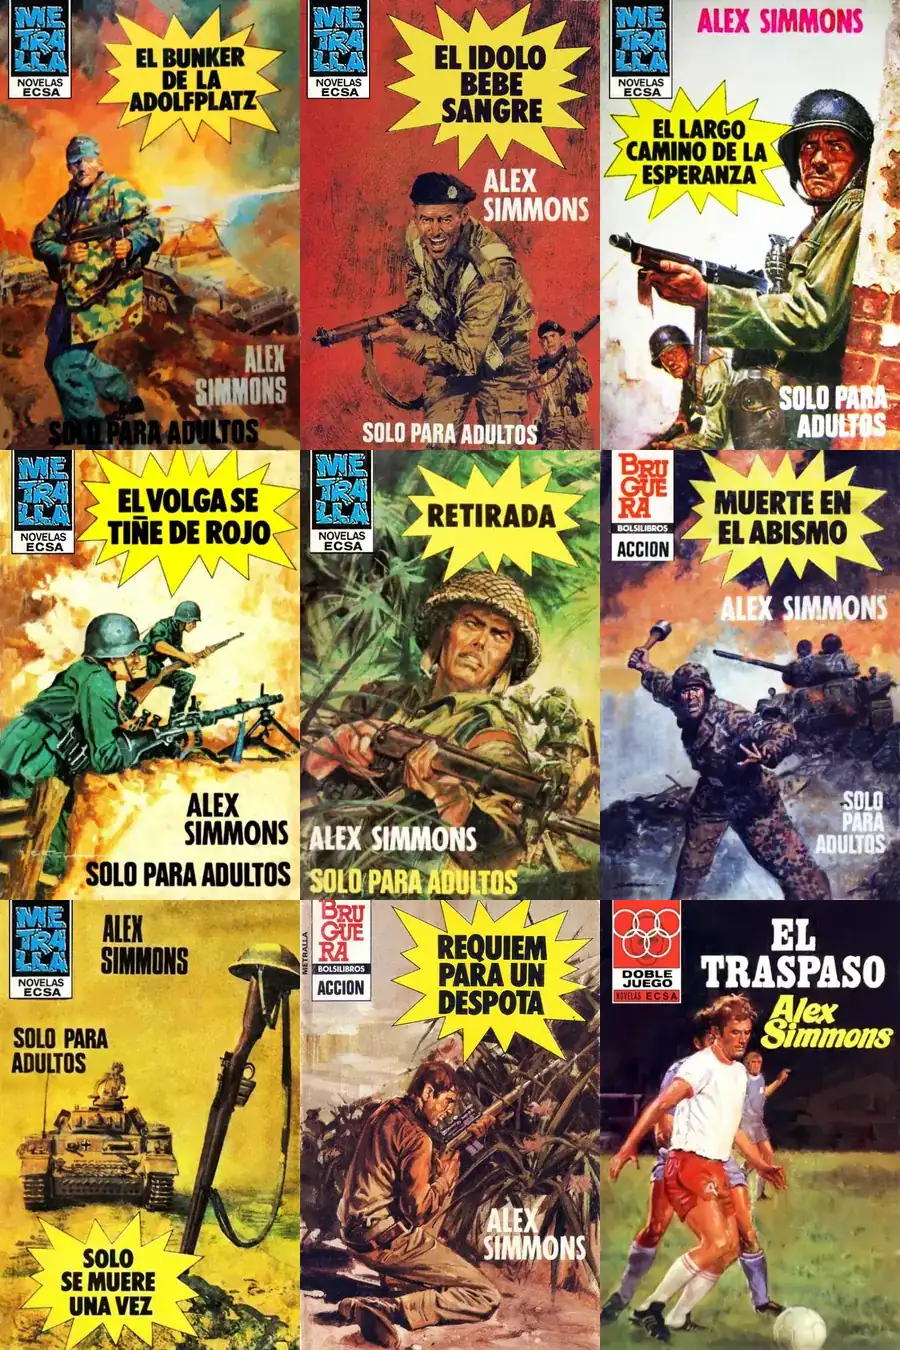 ME
TRA
LLA
NOVELAS
ECSA
EL BUNKER
DE LA
ADOLFPLATZ
ALEX
SIMMONS
SOLO PARA ADULTOS
ME
TRA
LLA
NOVELAS
ECSA
EL IDOLO
BEBE
SANGRE
ALEX
SIMMONS
SOLO PARA ADULTOS
ME
TRA
LLA
NOVELAS
ECSA
ALEX SIMMONS
EL LARGO
CAMINO DE LA
ESPERANZA
SOLO PARA
ADULTOS
ME
TRA
LLA
NOVELAS
ECSA
EL VOLGA SE
TIÑE DE ROJO
ALEX
SIMMONS
SOLO PARA ADULTOS
ME
TRA
LLA
NOVELAS
ECSA
RETIRADA
ALEX SIMMONS
SOLO PARA ADULTOS
BRU
GUE
RA
BOLSILIBROS
ACCION
MUERTE EN
EL ABISMO
ALEX SIMMONS
SOLO
PARA
ADULTOS
ME
TRA
LLA
NOVELAS
ECSA
ALEX
SIMMONS
SOLO PARA
ADULTOS
SOLO
SE MUERE
UNA VEZ
METRALLA
BRU
GUE
RA
BOLSILIBROS
ACCION
REQUIEM
PARA UN
DESPOTA
ALEX
SIMMONS
DOBLE
JUEGO
NOVELAS ECSA
EL
TRASPASO
Alex
Simmons